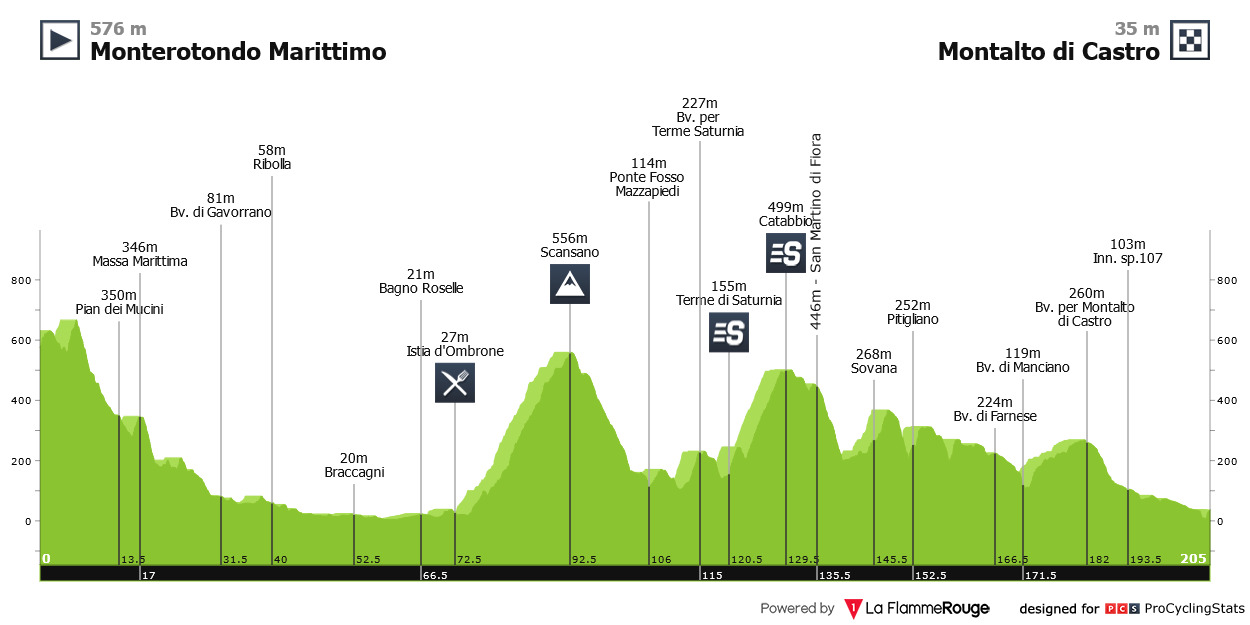 576 m
Monterotondo Marittimo
35 m
Montalto di Castro
227m
Bv. per
Terme Saturnia
58m
Ribolla
114m
Ponte Fosso
Mazzapiedi
446m - San Martino di Fiora
81m
Bv. di Gavorrano
499m
Catabbio
S
346m
Massa Marittima
556m
Scansano
103m
Inn. sp.107
21m
Bagno Roselle
155m
Terme di Saturnia
S
350m
Pian dei Mucini
260m
Bv. per Montalto
di Castro
252m
Pitigliano
27m
Istia d'Ombrone
268m
Sovana
119m
Bv. di Manciano
224m
Bv. di Farnese
20m
Braccagni
800
600
400
200
0
800
600
400
200
0
0 13.5 31.5 40 52.5 72.5 92.5 106 120.5 129.5 145.5 166.5 182 193.5 205
17 66.5 115 135.5 152.5 171.5
Powered by 1 La FlammeRouge designed for PCS ProCyclingStats